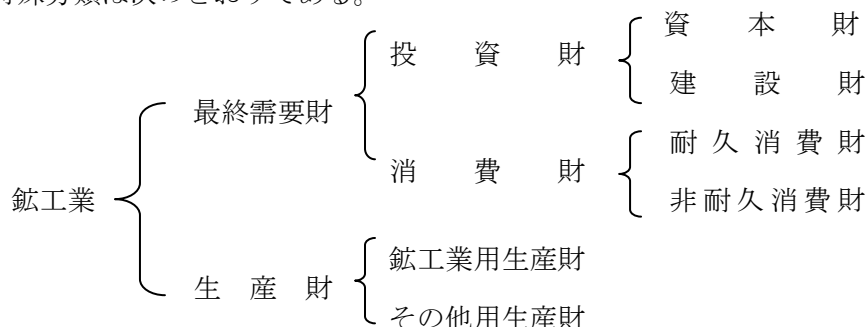 特殊分類は次のとおりである。
資本財
投資財
建設財
最終需要財
耐久消費財
消費財
非耐久消費財
鉱工業
鉱工業用生産財
生産財
その他用生産財